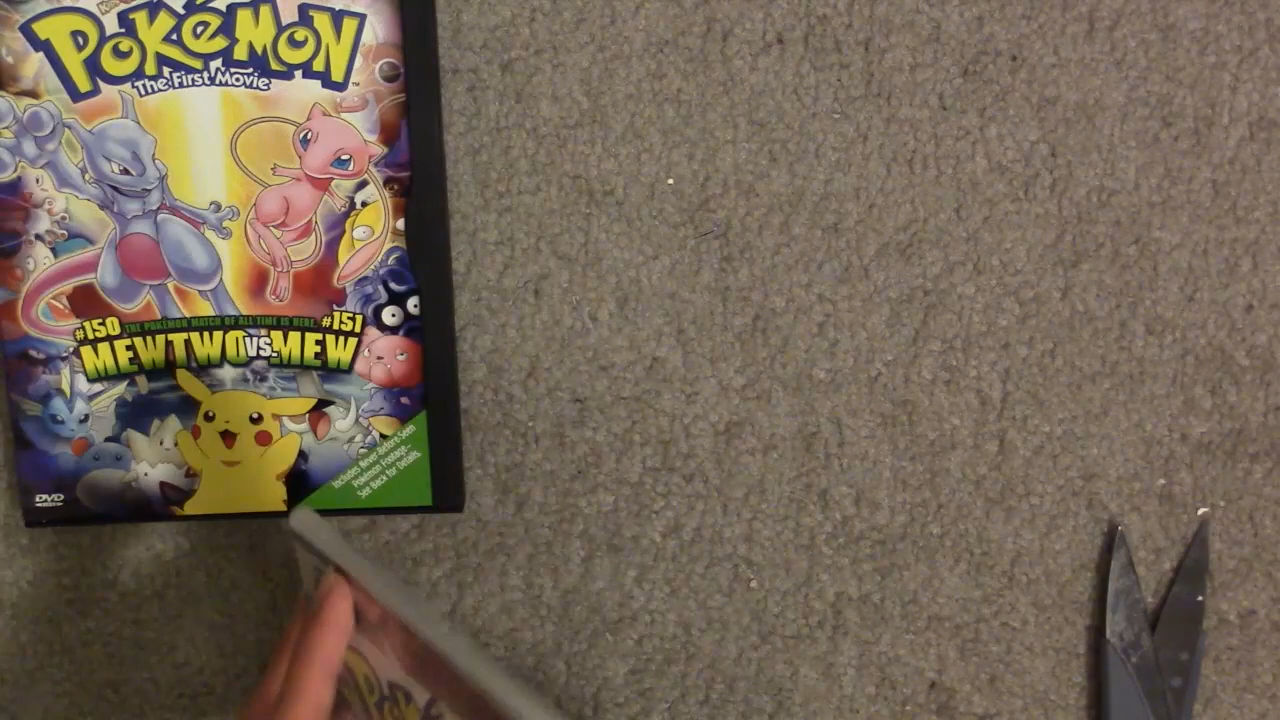 POKéMON
The First Movie
#150 THE POKéMON MATCH OF ALL TIME IS HERE. #151
MEWTWO VS. MEW
Includes Never-Before-Seen
Pokémon Footage—
See Back for Details.
DVD
VIDEO